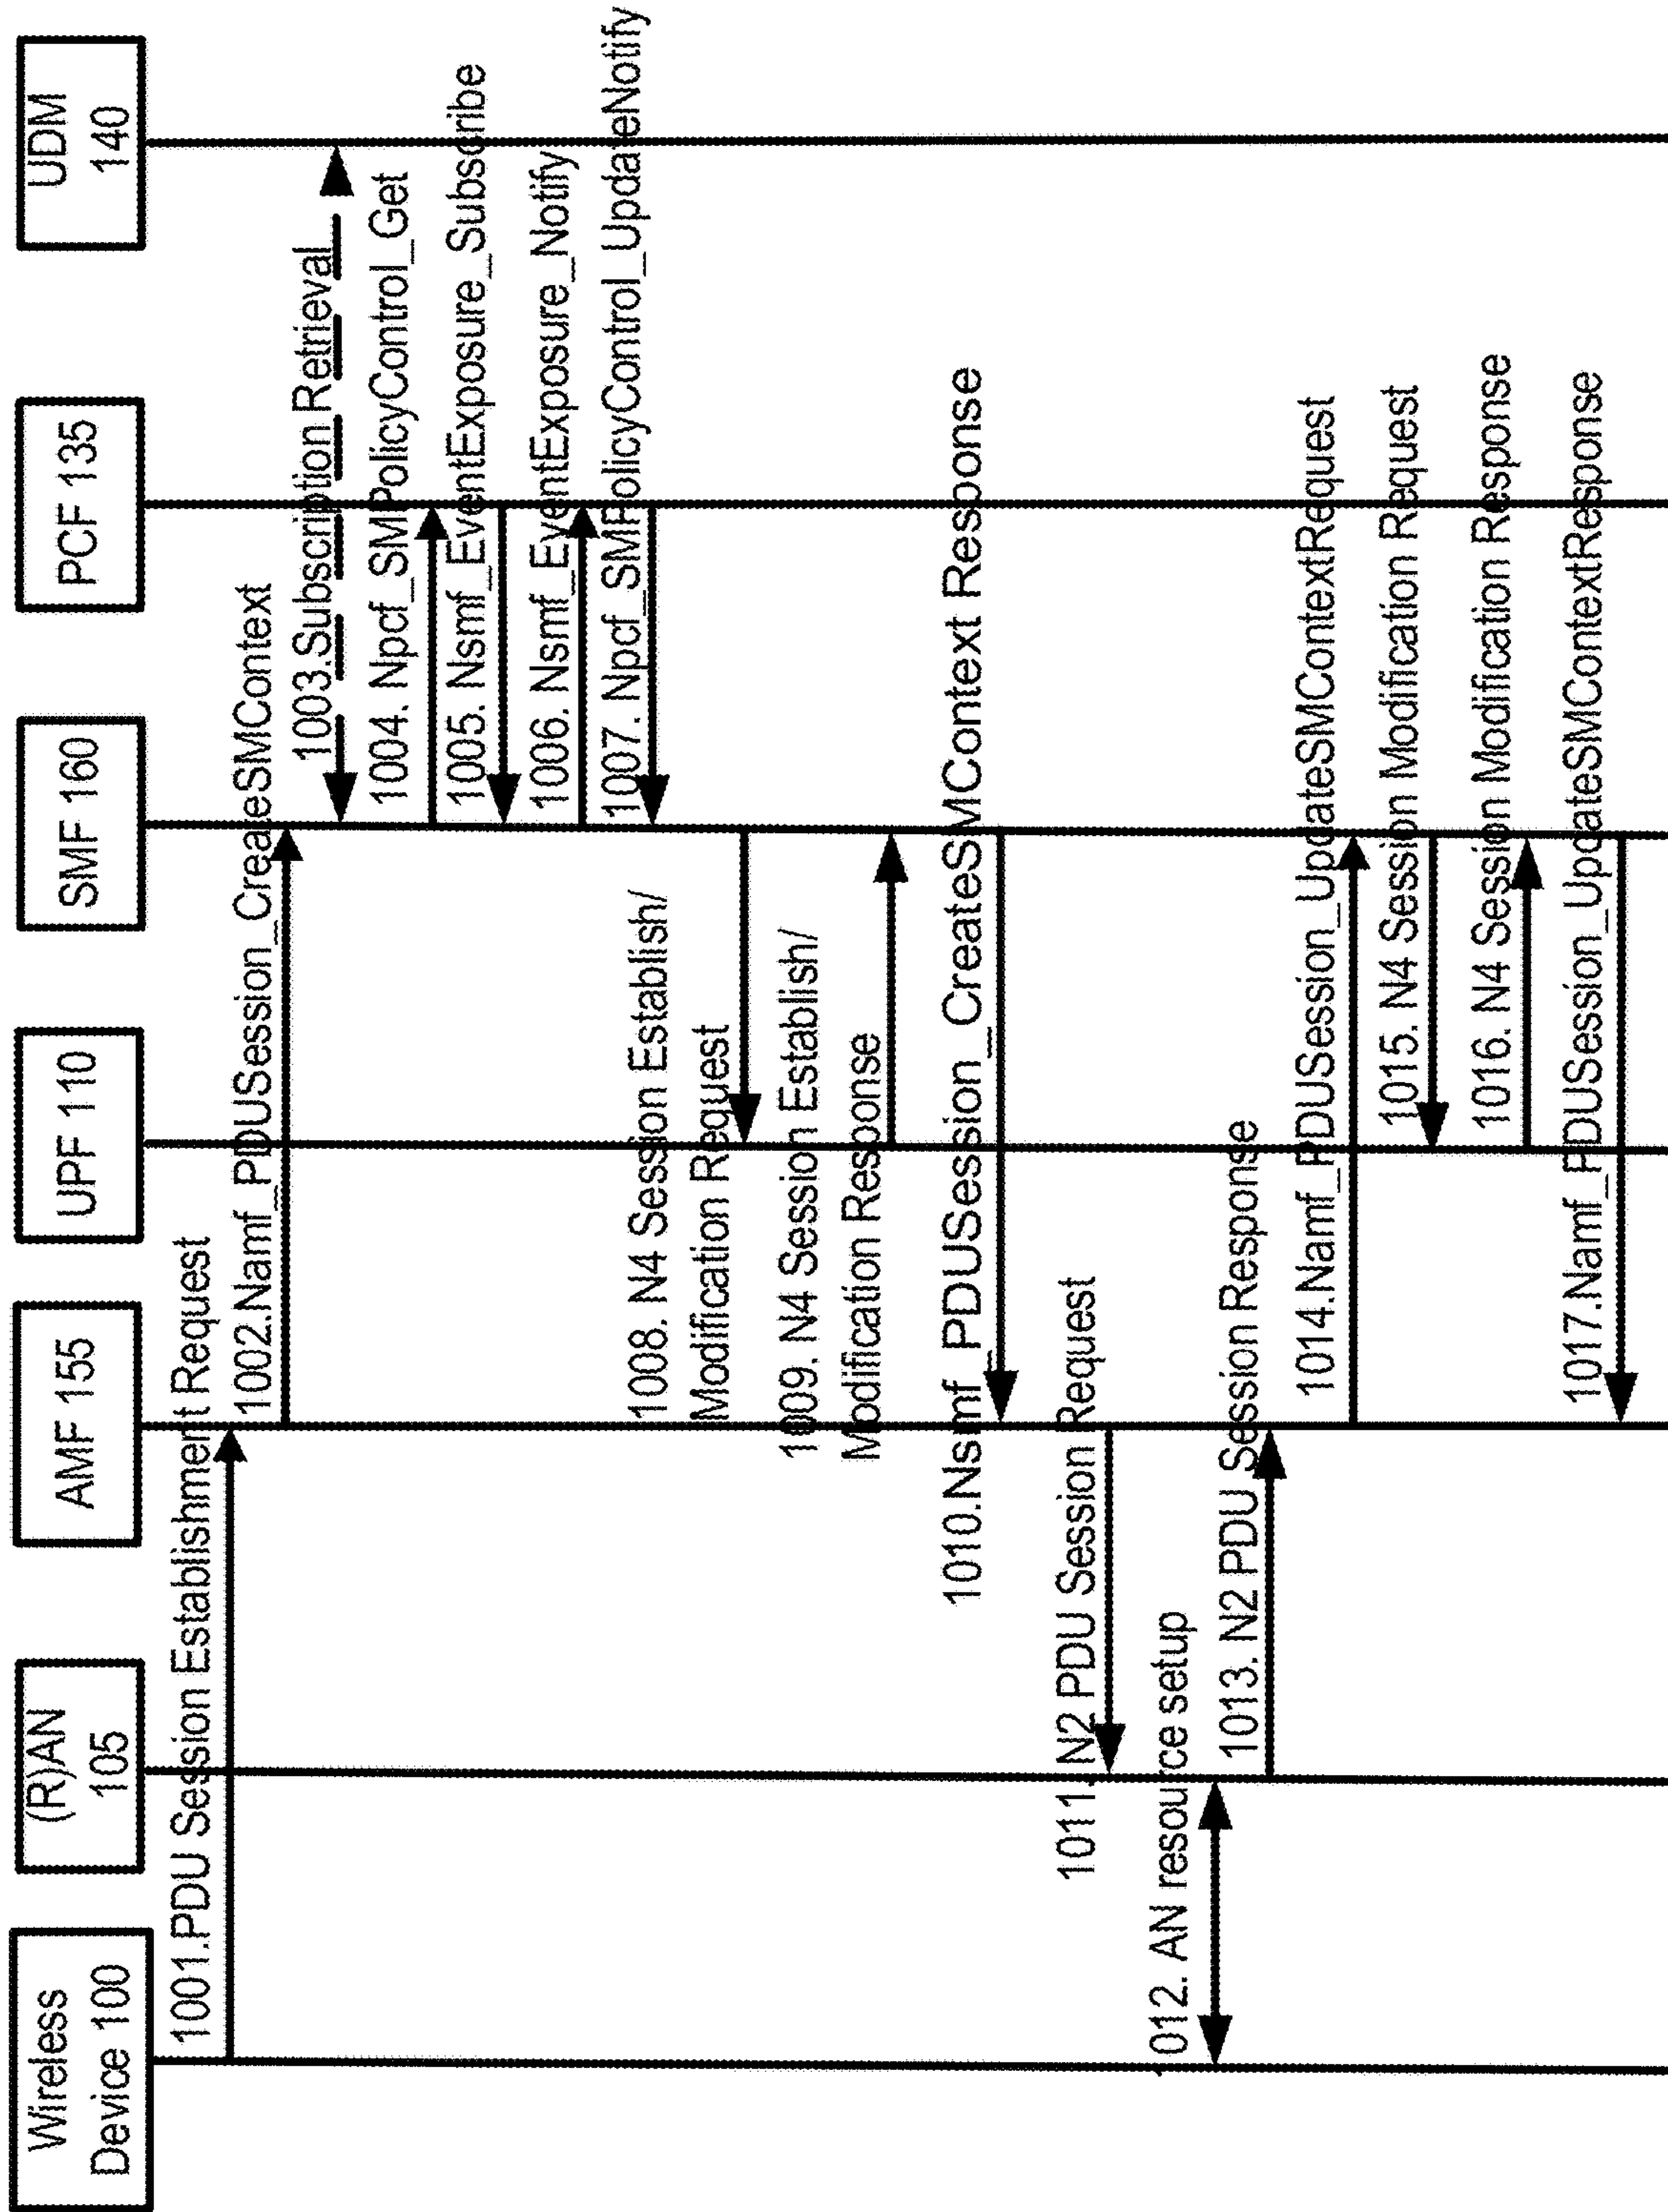 Wireless
Device 100
(R)AN
105
AMF 155
UPF 110
SMF 160
PCF 135
UDM
140
1001.PDU Session Establishment Request
1002.Namf_PDUSession_CreateSMContext
1003.Subscription Retrieval
1004. Npcf_SMPolicyControl_Get
1005. Nsmf_EventExposure_Subscribe
1006. Nsmf_EventExposure_Notify
1007. Npcf_SMPolicyControl_UpdateNotify
1008. N4 Session Establish/
Modification Request
1009. N4 Session Establish/
Modification Response
1010.Nsmf_PDUSession_CreateSMContext Response
1011. N2 PDU Session Request
1012. AN resource setup
1013. N2 PDU Session Response
1014.Namf_PDUSession_UpdateSMContextRequest
1015. N4 Session Modification Request
1016. N4 Session Modification Response
1017.Namf_PDUSession_UpdateSMContextResponse